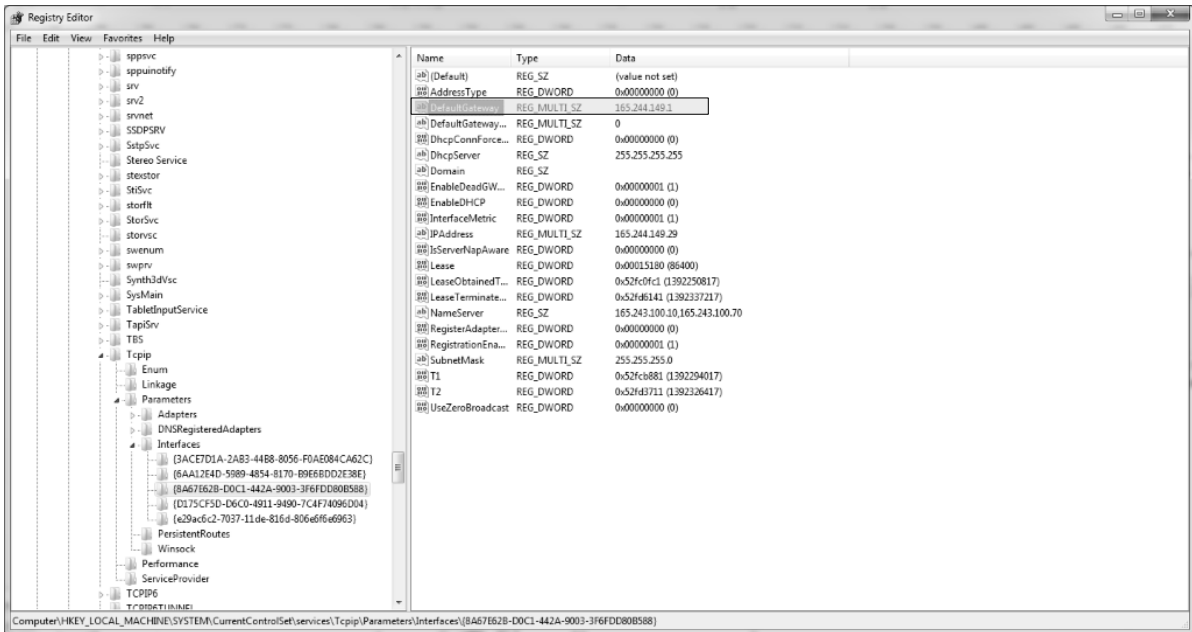 Registry Editor
File Edit View Favorites Help
sppsvc
sppuinotify
srv
srv2
srvnet
SSDPSRV
SstpSvc
Stereo Service
stexstor
StiSvc
storflt
StorSvc
storvsc
swenum
swprv
Synth3dVsc
SysMain
TabletInputService
TapiSrv
TBS
Tcpip
Enum
Linkage
Parameters
Adapters
DNSRegisteredAdapters
Interfaces
{3ACE7D1A-2AB3-44B8-8056-F0AE084CA62C}
{6AA12E4D-5989-4854-8170-B9E6BDD2E38E}
{8A67E62B-D0C1-442A-9003-3F6FDD80B588}
{D175CF5D-D6C0-4911-9490-7C4F74096D04}
{e29ac6c2-7037-11de-816d-806e6f6e6963}
PersistentRoutes
Winsock
Performance
ServiceProvider
TCPIP6
TCPIP6TUNNEL
Name Type Data
(Default) REG_SZ (value not set)
AddressType REG_DWORD 0x00000000 (0)
DefaultGateway REG_MULTI_SZ 165.244.149.1
DefaultGateway... REG_MULTI_SZ 0
DhcpConnForce... REG_DWORD 0x00000000 (0)
DhcpServer REG_SZ 255.255.255.255
Domain REG_SZ
EnableDeadGW... REG_DWORD 0x00000001 (1)
EnableDHCP REG_DWORD 0x00000000 (0)
InterfaceMetric REG_DWORD 0x00000001 (1)
IPAddress REG_MULTI_SZ 165.244.149.29
IsServerNapAware REG_DWORD 0x00000000 (0)
Lease REG_DWORD 0x00015180 (86400)
LeaseObtainedT... REG_DWORD 0x52fc0fc1 (1392250817)
LeaseTerminate... REG_DWORD 0x52fd6141 (1392337217)
NameServer REG_SZ 165.243.100.10,165.243.100.70
RegisterAdapter... REG_DWORD 0x00000000 (0)
RegistrationEna... REG_DWORD 0x00000001 (1)
SubnetMask REG_MULTI_SZ 255.255.255.0
T1 REG_DWORD 0x52fcb881 (1392294017)
T2 REG_DWORD 0x52fd3711 (1392326417)
UseZeroBroadcast REG_DWORD 0x00000000 (0)
Computer\HKEY_LOCAL_MACHINE\SYSTEM\CurrentControlSet\services\Tcpip\Parameters\Interfaces\{8A67E62B-D0C1-442A-9003-3F6FDD80B588}